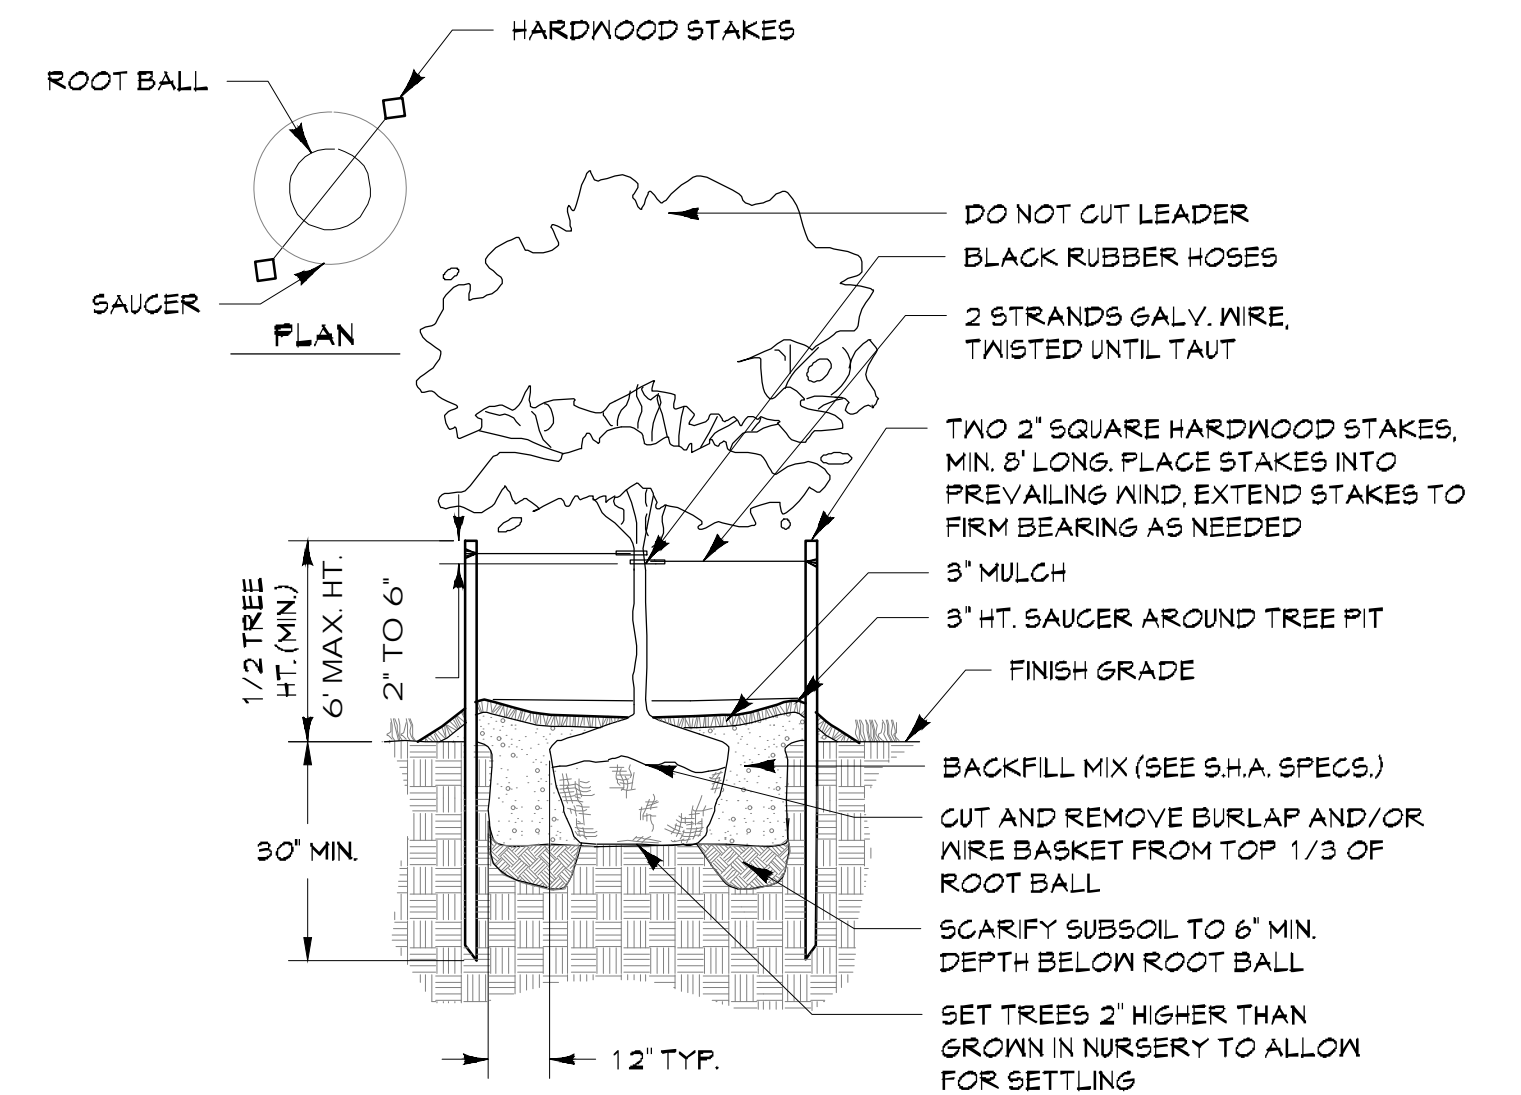 HARDWOOD STAKES
ROOT BALL
SAUCER
PLAN
DO NOT CUT LEADER
BLACK RUBBER HOSES
2 STRANDS GALV. WIRE,
TWISTED UNTIL TAUT
TWO 2" SQUARE HARDWOOD STAKES,
MIN. 8' LONG. PLACE STAKES INTO
PREVAILING WIND, EXTEND STAKES TO
FIRM BEARING AS NEEDED
3" MULCH
3" HT. SAUCER AROUND TREE PIT
FINISH GRADE
BACKFILL MIX (SEE S.H.A. SPECS.)
CUT AND REMOVE BURLAP AND/OR
WIRE BASKET FROM TOP 1/3 OF
ROOT BALL
SCARIFY SUBSOIL TO 6" MIN.
DEPTH BELOW ROOT BALL
SET TREES 2" HIGHER THAN
GROWN IN NURSERY TO ALLOW
FOR SETTLING
1/2 TREE
HT. (MIN.)
6' MAX. HT.
2" TO 6"
30" MIN.
12" TYP.